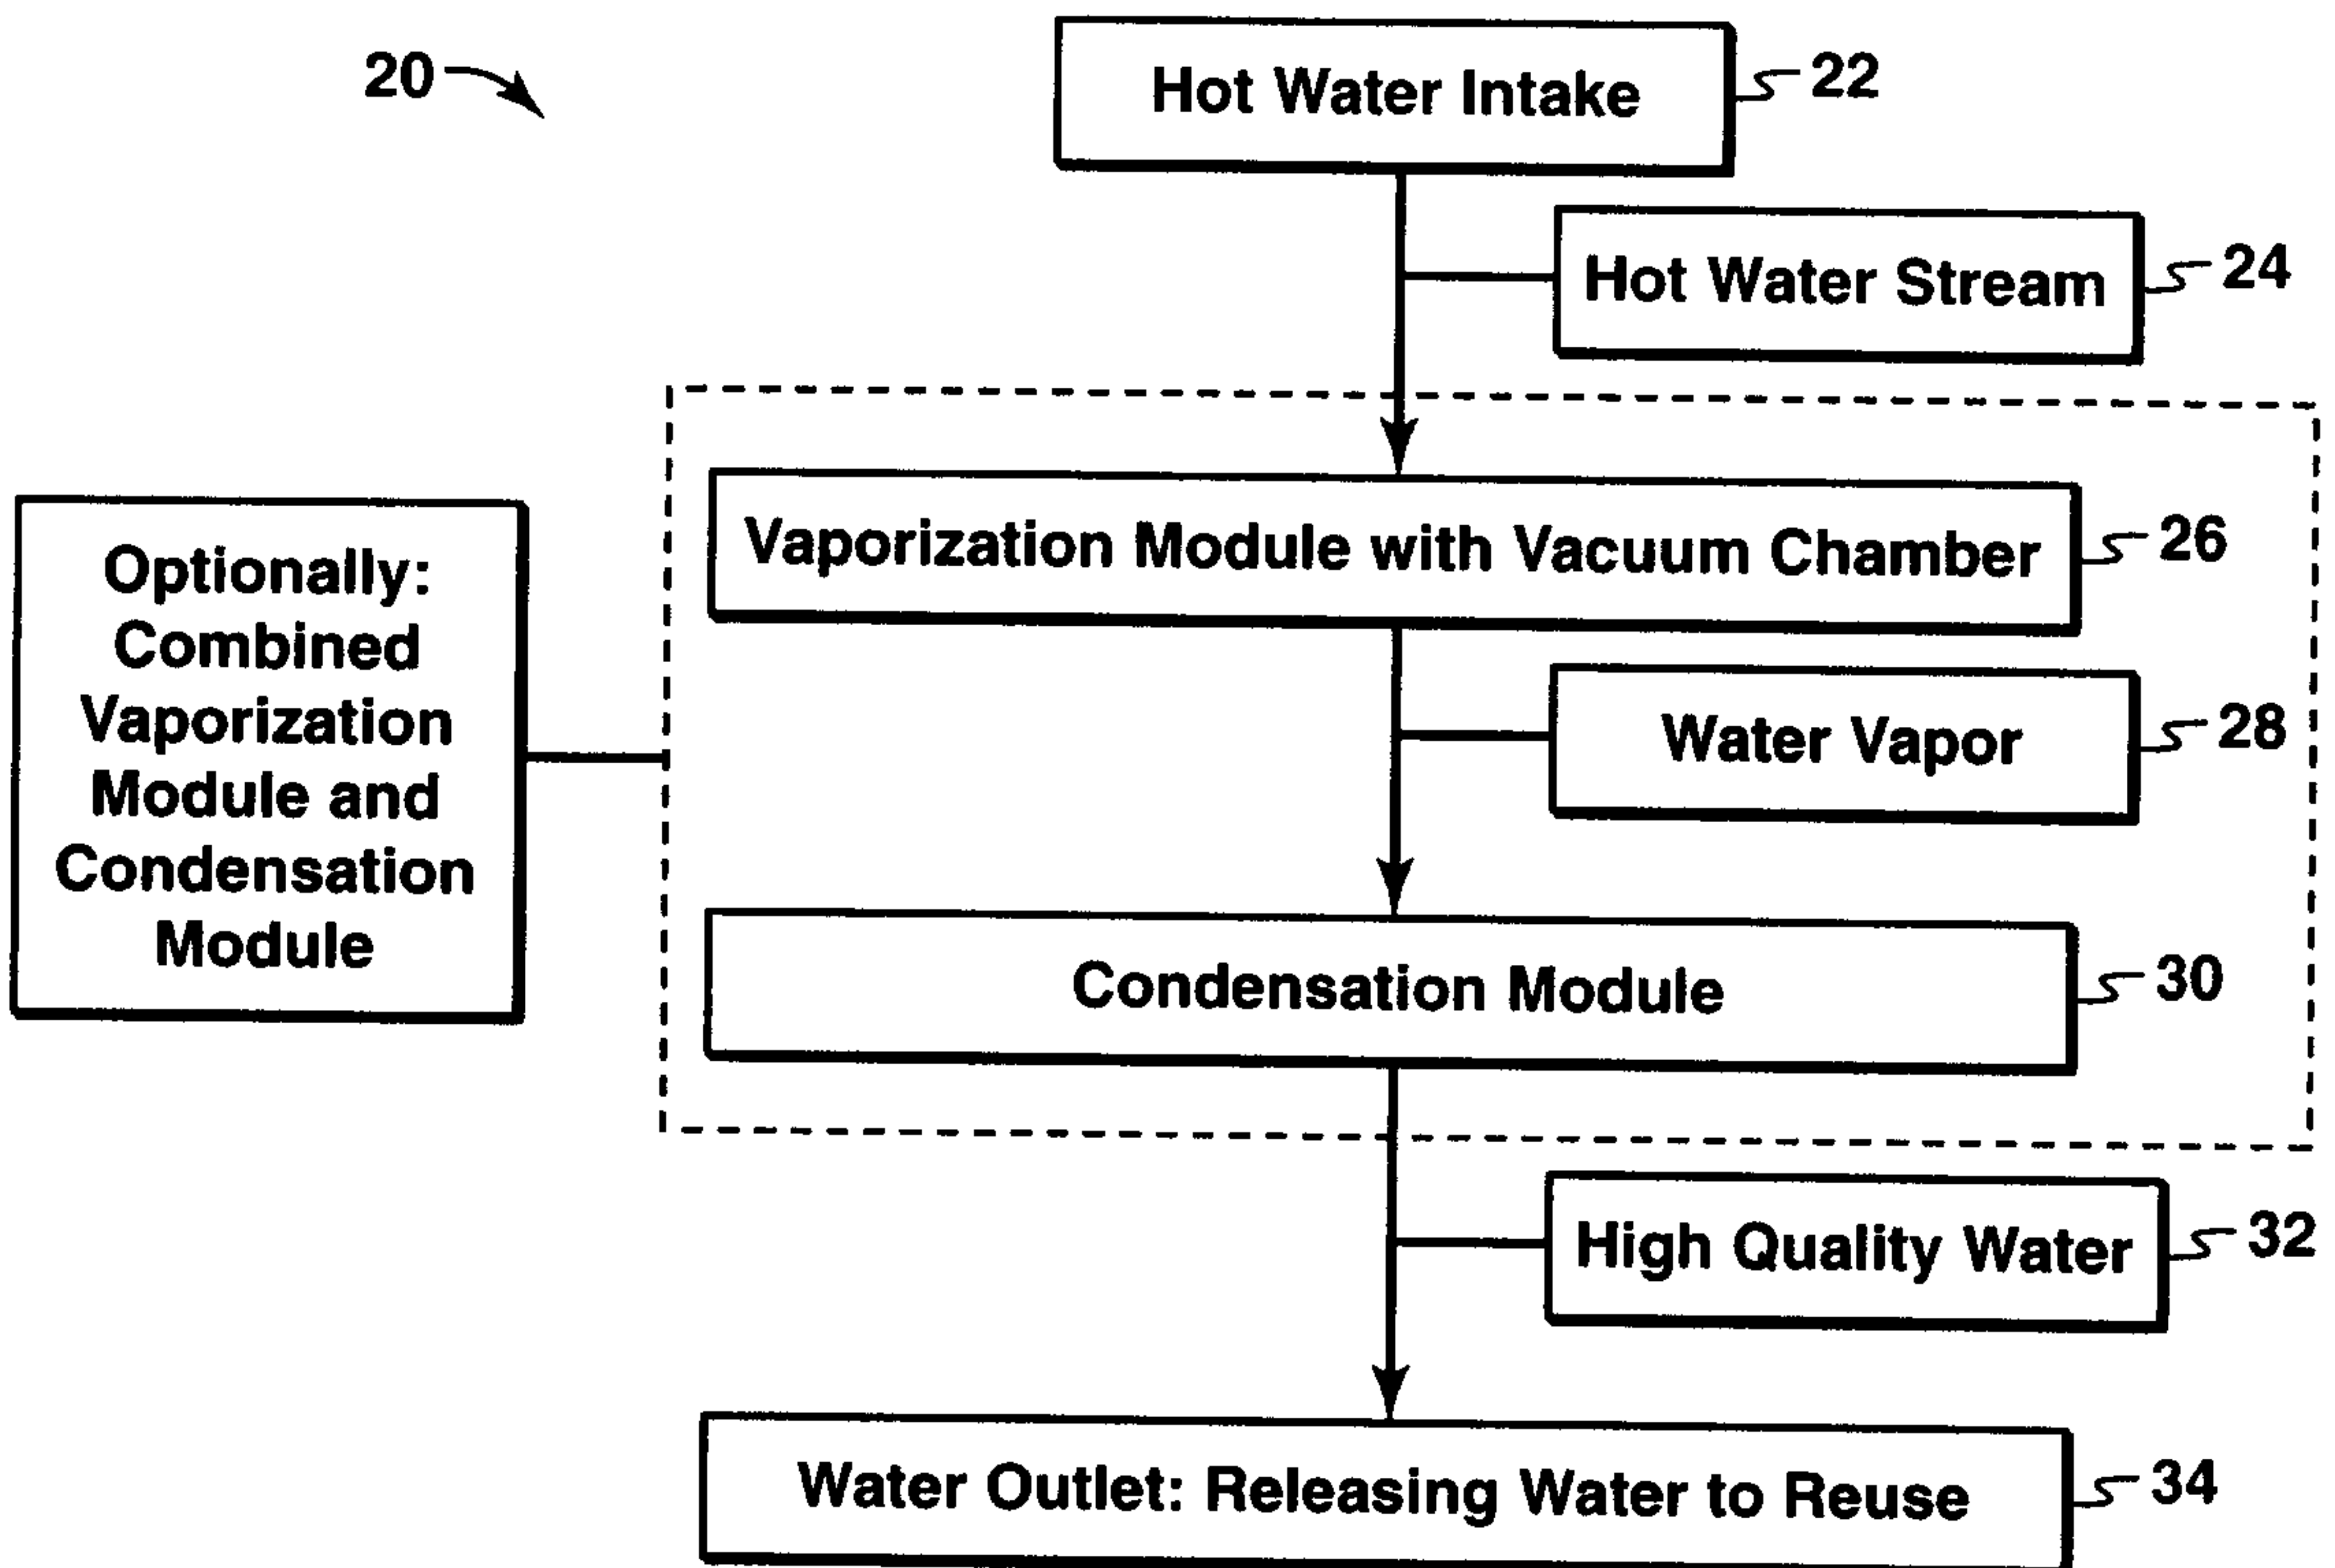 20
Hot Water Intake
22
Hot Water Stream
24
Vaporization Module with Vacuum Chamber
26
Optionally:
Combined
Vaporization
Module and
Condensation
Module
Water Vapor
28
Condensation Module
30
High Quality Water
32
Water Outlet: Releasing Water to Reuse
34